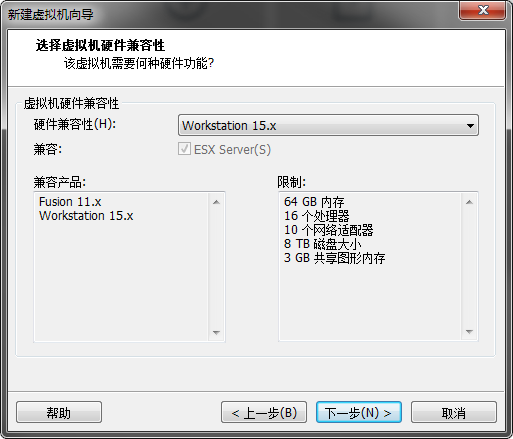 新建虚拟机向导
选择虚拟机硬件兼容性
该虚拟机需要何种硬件功能?
虚拟机硬件兼容性
硬件兼容性(H):
Workstation 15.x
兼容:
ESX Server(S)
兼容产品:
Fusion 11.x
Workstation 15.x
限制:
64 GB 内存
16 个处理器
10 个网络适配器
8 TB 磁盘大小
3 GB 共享图形内存
帮助
< 上一步(B)
下一步(N) >
取消